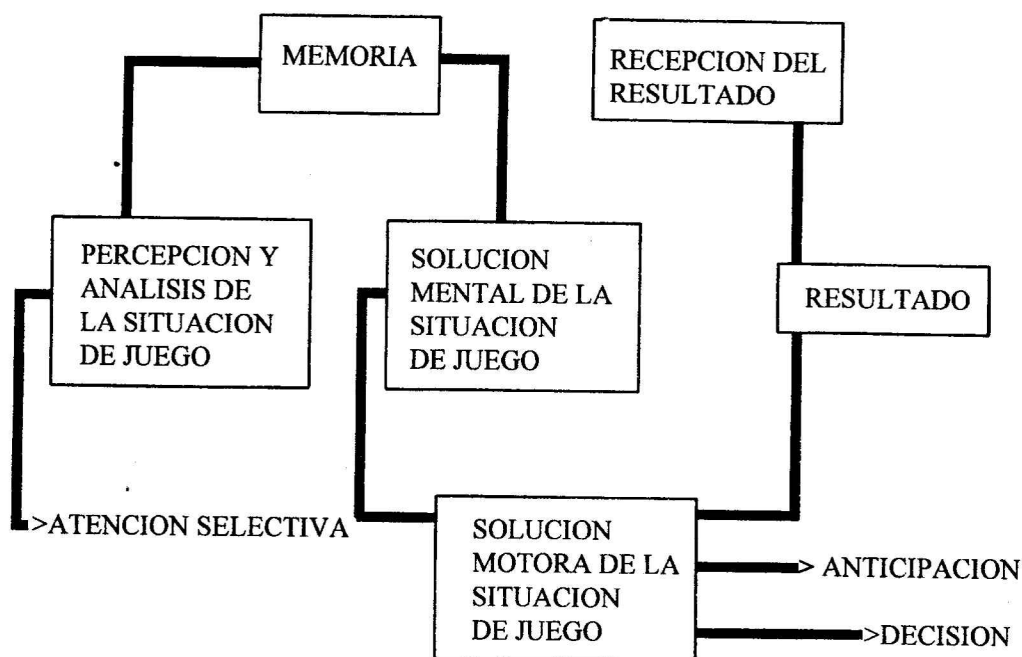 MEMORIA
RECEPCION DEL
RESULTADO
PERCEPCION Y
ANALISIS DE
LA SITUACION
DE JUEGO
SOLUCION
MENTAL DE LA
SITUACION
DE JUEGO
RESULTADO
>ATENCION SELECTIVA
SOLUCION
MOTORA DE LA
SITUACION
DE JUEGO
> ANTICIPACION
>DECISION